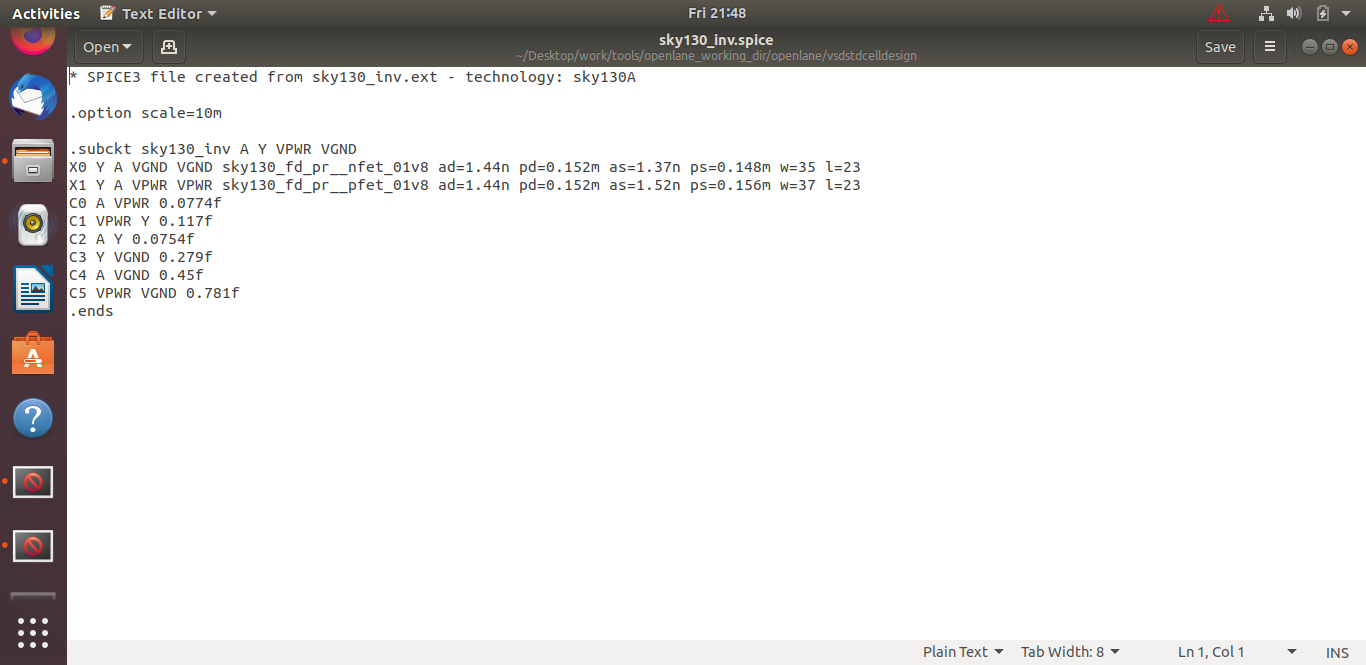 Activities Text Editor Fri 21:48
Open sky130_inv.spice Save
~/Desktop/work/tools/openlane_working_dir/openlane/vsdstdcelldesign
* SPICE3 file created from sky130_inv.ext - technology: sky130A
.option scale=10m
.subckt sky130_inv A Y VPWR VGND
X0 Y A VGND VGND sky130_fd_pr__nfet_01v8 ad=1.44n pd=0.152m as=1.37n ps=0.148m w=35 l=23
X1 Y A VPWR VPWR sky130_fd_pr__pfet_01v8 ad=1.44n pd=0.152m as=1.52n ps=0.156m w=37 l=23
C0 A VPWR 0.0774f
C1 VPWR Y 0.117f
C2 A Y 0.0754f
C3 Y VGND 0.279f
C4 A VGND 0.45f
C5 VPWR VGND 0.781f
.ends
Plain Text Tab Width: 8 Ln 1, Col 1 INS